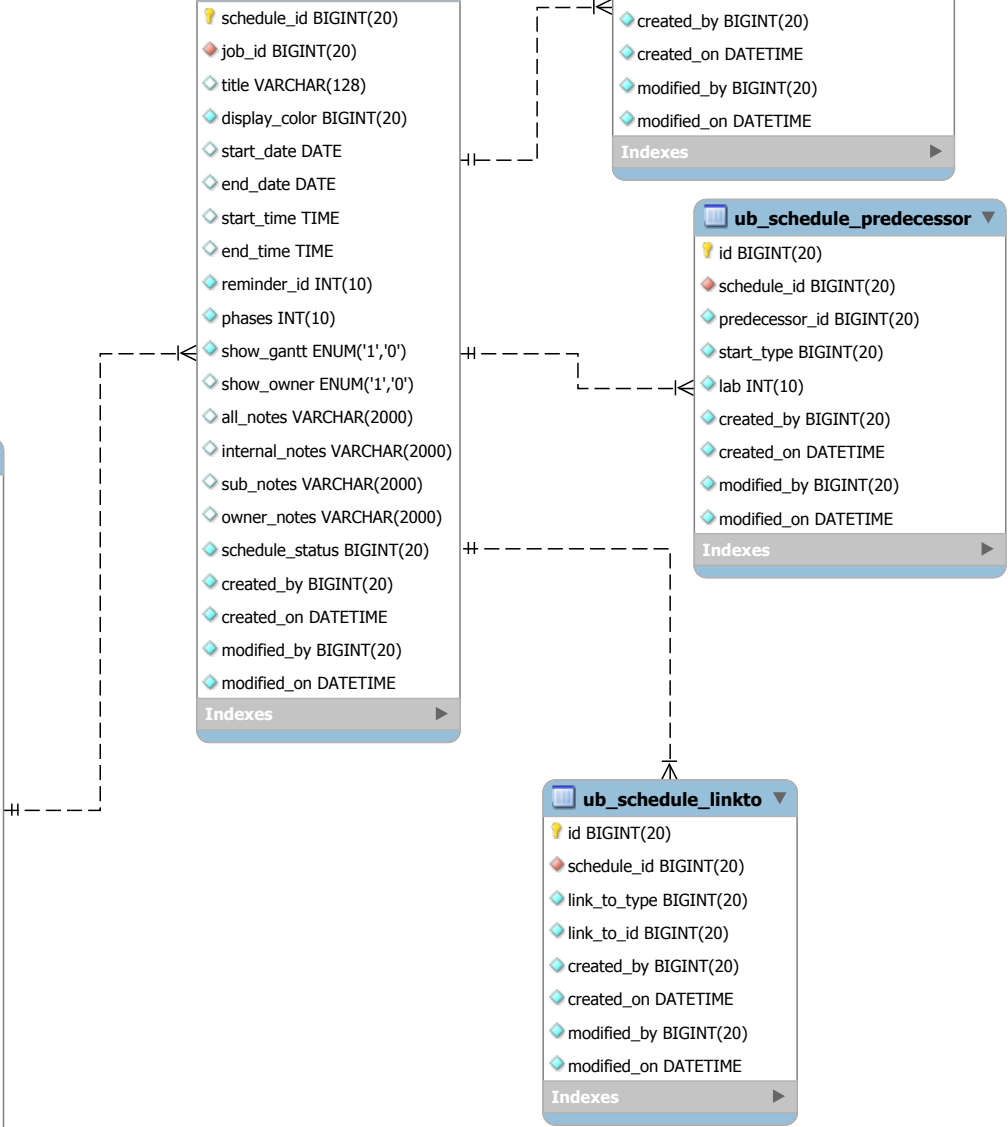 schedule_id BIGINT(20)
job_id BIGINT(20)
title VARCHAR(128)
display_color BIGINT(20)
start_date DATE
end_date DATE
start_time TIME
end_time TIME
reminder_id INT(10)
phases INT(10)
show_gantt ENUM('1','0')
show_owner ENUM('1','0')
all_notes VARCHAR(2000)
internal_notes VARCHAR(2000)
sub_notes VARCHAR(2000)
owner_notes VARCHAR(2000)
schedule_status BIGINT(20)
created_by BIGINT(20)
created_on DATETIME
modified_by BIGINT(20)
modified_on DATETIME
Indexes
created_by BIGINT(20)
created_on DATETIME
modified_by BIGINT(20)
modified_on DATETIME
Indexes
ub_schedule_predecessor
id BIGINT(20)
schedule_id BIGINT(20)
predecessor_id BIGINT(20)
start_type BIGINT(20)
lab INT(10)
created_by BIGINT(20)
created_on DATETIME
modified_by BIGINT(20)
modified_on DATETIME
Indexes
ub_schedule_linkto
id BIGINT(20)
schedule_id BIGINT(20)
link_to_type BIGINT(20)
link_to_id BIGINT(20)
created_by BIGINT(20)
created_on DATETIME
modified_by BIGINT(20)
modified_on DATETIME
Indexes